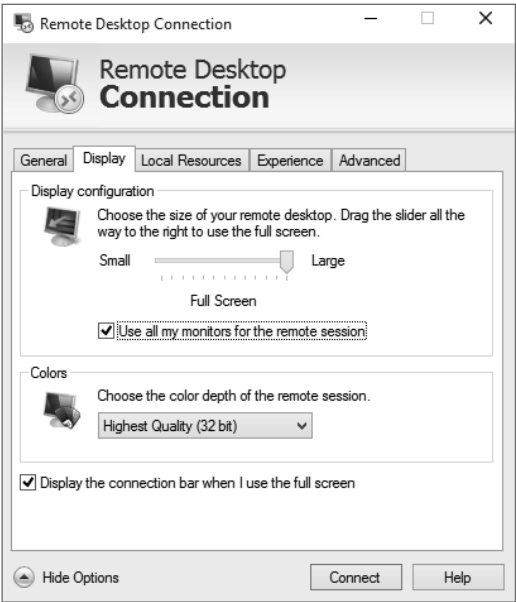 Remote Desktop Connection
Remote Desktop
Connection
General Display Local Resources Experience Advanced
Display configuration
Choose the size of your remote desktop. Drag the slider all the
way to the right to use the full screen.
Small Large
Full Screen
Use all my monitors for the remote session
Colors
Choose the color depth of the remote session.
Highest Quality (32 bit)
Display the connection bar when I use the full screen
Hide Options Connect Help